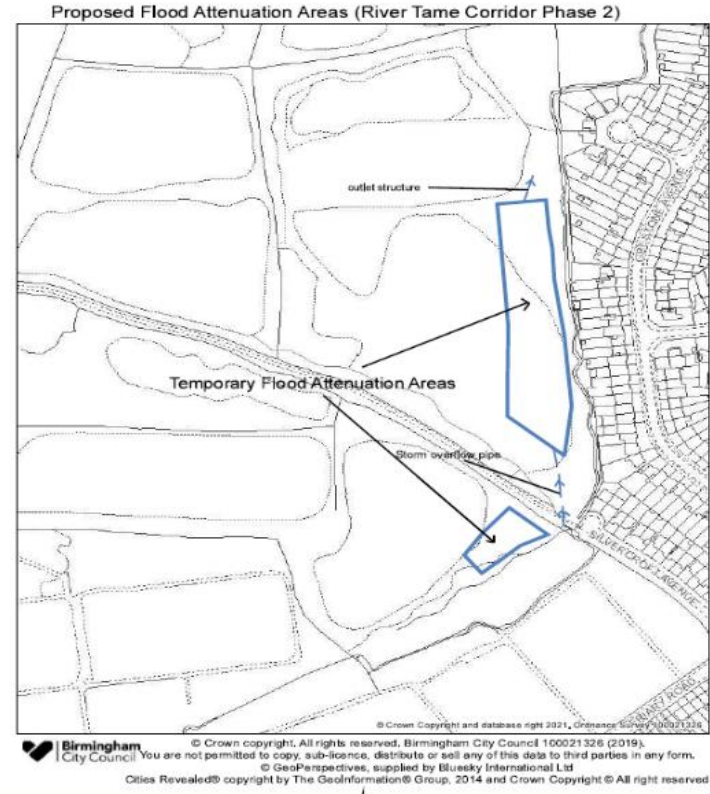 Proposed Flood Attenuation Areas (River Tame Corridor Phase 2)
outlet structure
Temporary Flood Attenuation Areas
Storm overflow pipe
SILVERCROFT AVENUE
© Crown Copyright and database right 2021, Ordnance Survey 100021326
Birmingham
City Council
© Crown copyright. All rights reserved. Birmingham City Council 100021326 (2019).
You are not permitted to copy, sub-licence, distribute or sell any of this data to third parties in any form.
© GeoPerspectives, supplied by Bluesky International Ltd
Cities Revealed® copyright by The GeoInformation® Group, 2014 and Crown Copyright © All right reserved